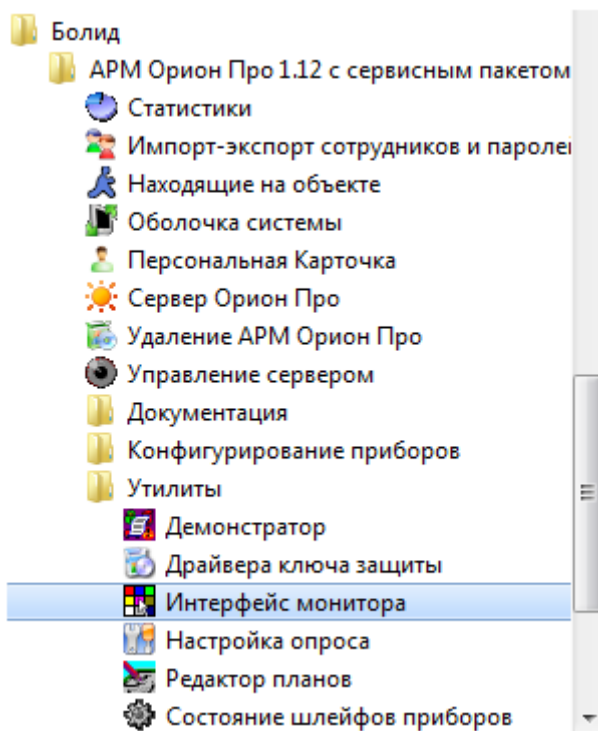 Болид
АРМ Орион Про 1.12 с сервисным пакетом
Статистики
Импорт-экспорт сотрудников и паролей
Находящие на объекте
Оболочка системы
Персональная Карточка
Сервер Орион Про
Удаление АРМ Орион Про
Управление сервером
Документация
Конфигурирование приборов
Утилиты
Демонстратор
Драйвера ключа защиты
Интерфейс монитора
Настройка опроса
Редактор планов
Состояние шлейфов приборов